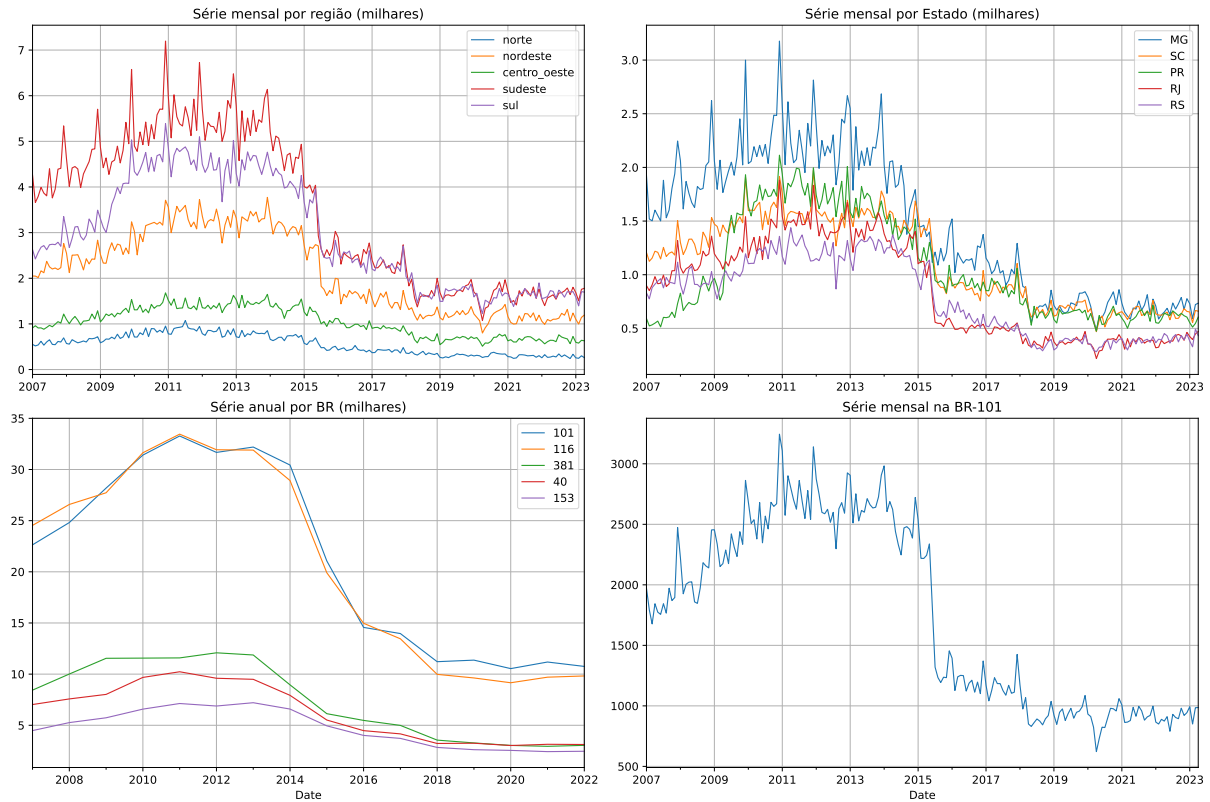 Série mensal por região (milhares)
7
6
5
4
3
2
1
0
norte
nordeste
centro_oeste
sudeste
sul
2007 2009 2011 2013 2015 2017 2019 2021 2023
Série mensal por Estado (milhares)
3.0
2.5
2.0
1.5
1.0
0.5
MG
SC
PR
RJ
RS
2007 2009 2011 2013 2015 2017 2019 2021 2023
Série anual por BR (milhares)
35
30
25
20
15
10
5
101
116
381
40
153
2008 2010 2012 2014 2016 2018 2020 2022
Date
Série mensal na BR-101
3000
2500
2000
1500
1000
500
2007 2009 2011 2013 2015 2017 2019 2021 2023
Date